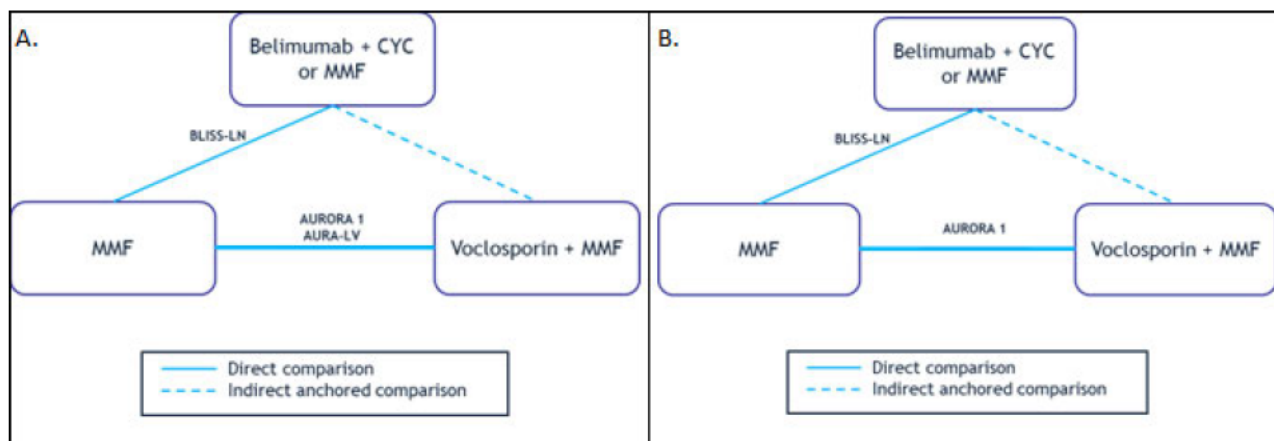 A.
Belimumab + CYC
or MMF
BLISS-LN
MMF
AURORA 1
AURA-LV
Voclosporin + MMF
Direct comparison
Indirect anchored comparison
B.
Belimumab + CYC
or MMF
BLISS-LN
MMF
AURORA 1
Voclosporin + MMF
Direct comparison
Indirect anchored comparison